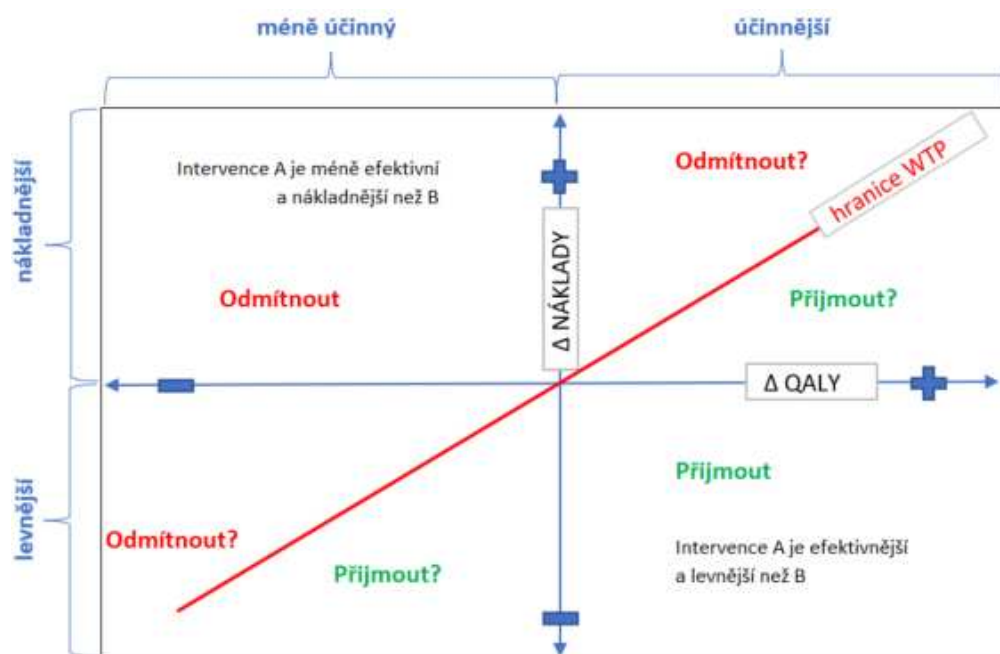 méně účinný
účinnější
nákladnější
Intervence A je méně efektivní
a nákladnější než B
Odmítnout?
hranice WTP
Δ NÁKLADY
Odmítnout
Přijmout?
Δ QALY
levnější
Přijmout
Odmítnout?
Přijmout?
Intervence A je efektivnější
a levnější než B